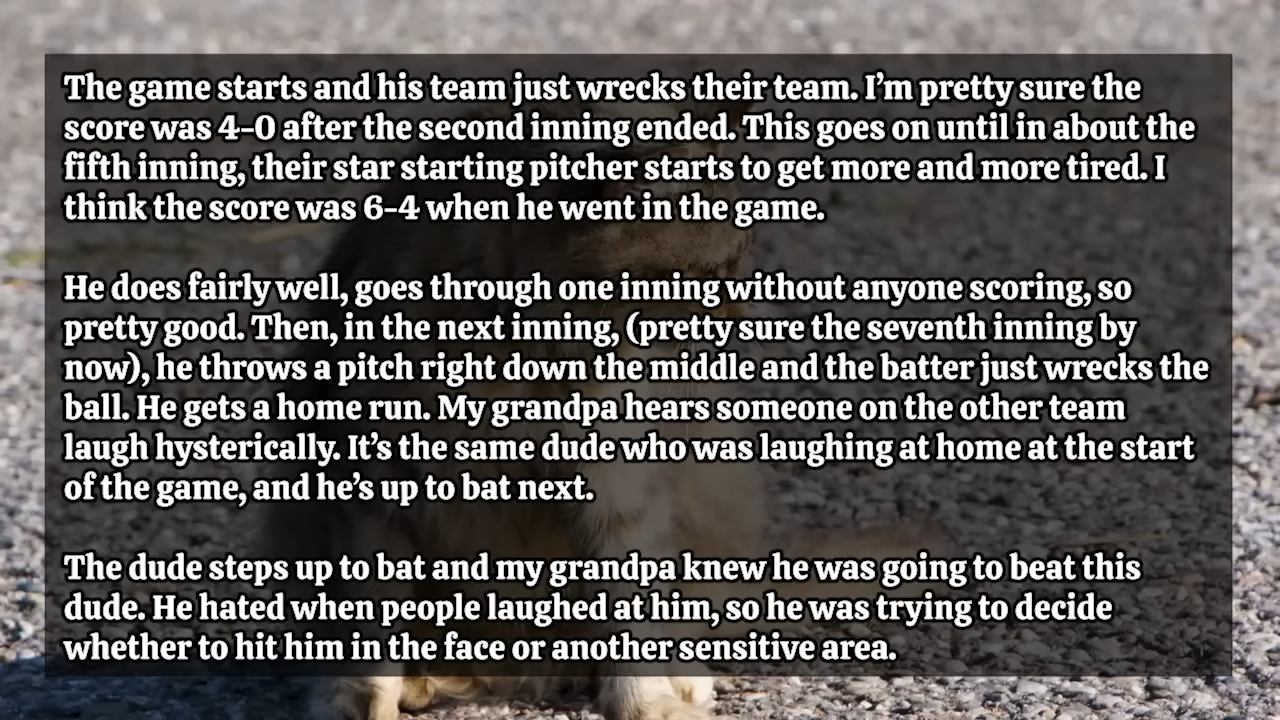 The game starts and his team just wrecks their team. I’m pretty sure the
score was 4-0 after the second inning ended. This goes on until in about the
fifth inning, their star starting pitcher starts to get more and more tired. I
think the score was 6-4 when he went in the game.
He does fairly well, goes through one inning without anyone scoring, so
pretty good. Then, in the next inning, (pretty sure the seventh inning by
now), he throws a pitch right down the middle and the batter just wrecks the
ball. He gets a home run. My grandpa hears someone on the other team
laugh hysterically. It’s the same dude who was laughing at home at the start
of the game, and he’s up to bat next.
The dude steps up to bat and my grandpa knew he was going to beat this
dude. He hated when people laughed at him, so he was trying to decide
whether to hit him in the face or another sensitive area.